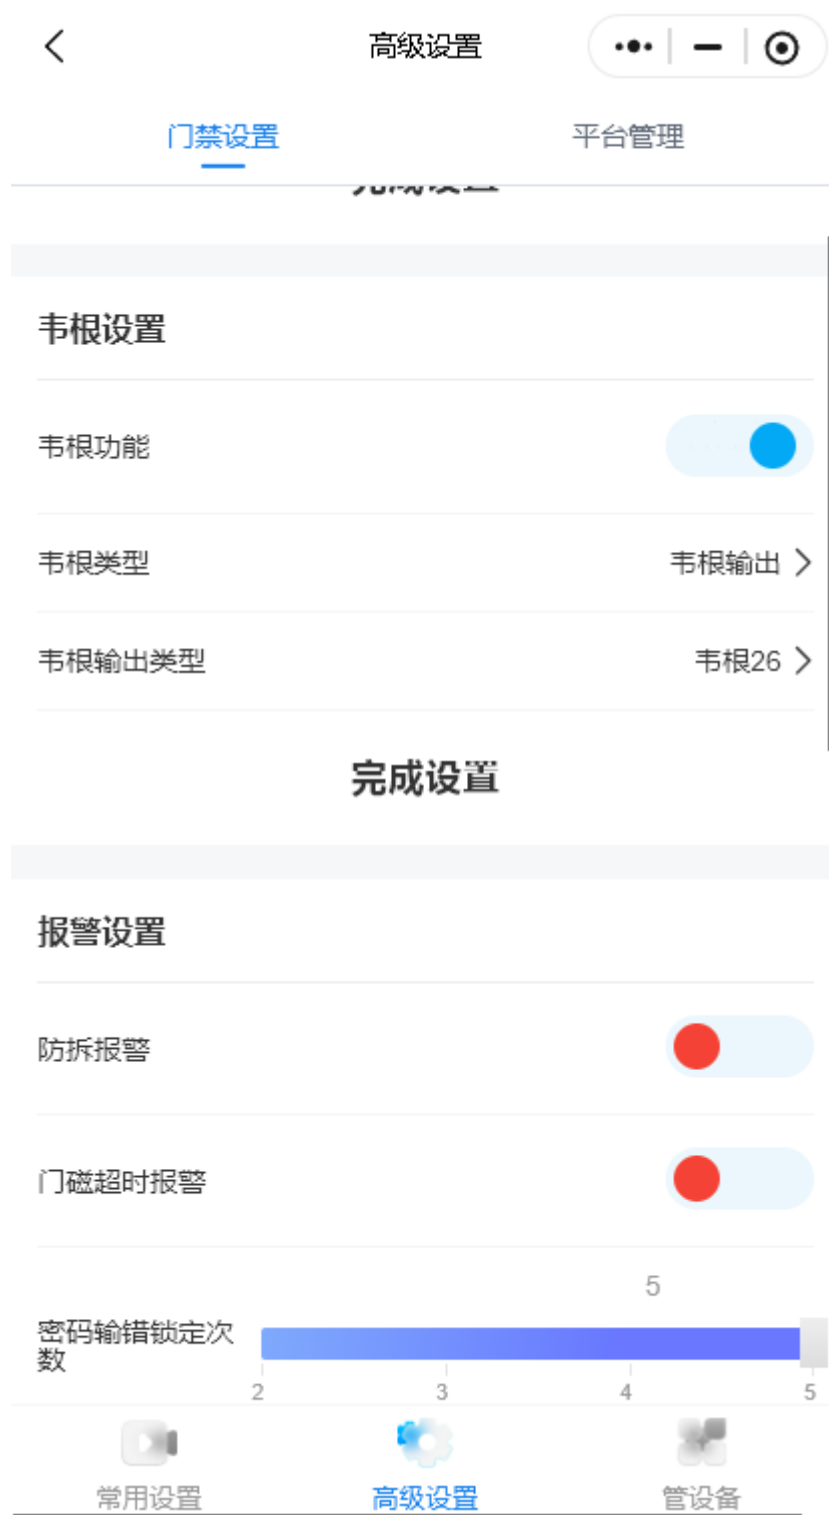 高级设置
门禁设置
平台管理
完成设置
韦根设置
韦根功能
韦根类型
韦根输出
韦根输出类型
韦根26
完成设置
报警设置
防拆报警
门磁超时报警
5
密码输错锁定次
数
2
3
4
5
常用设置
高级设置
管设备